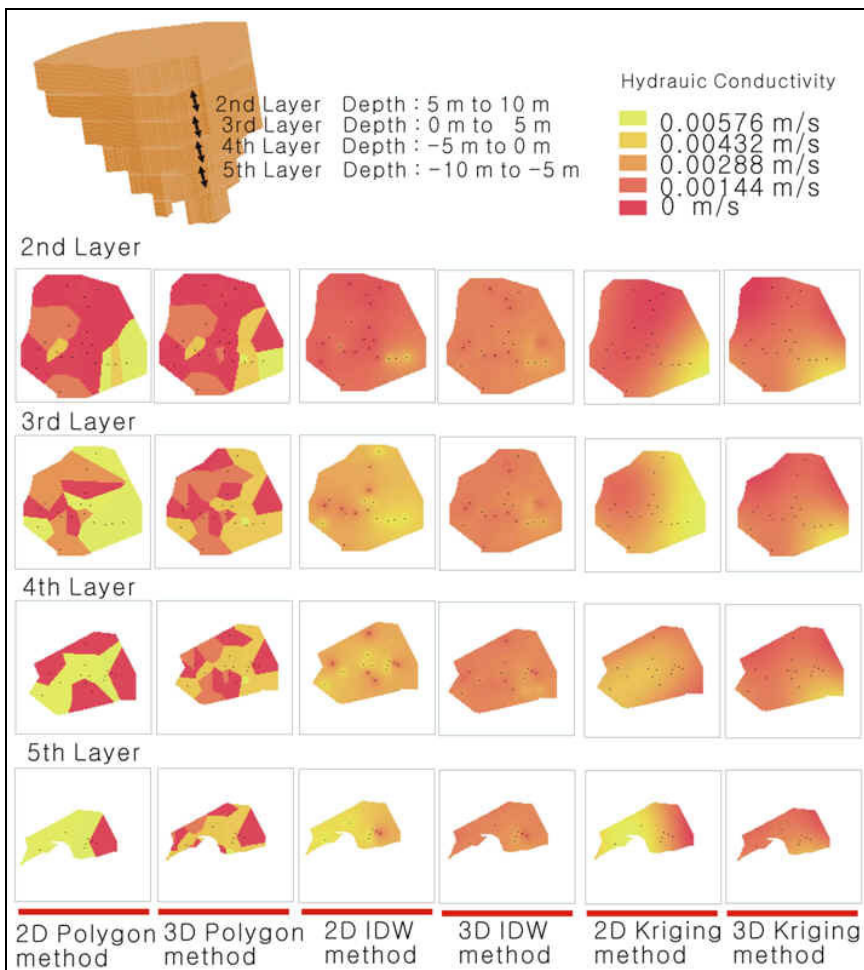 2nd Layer Depth : 5 m to 10 m
3rd Layer Depth : 0 m to 5 m
4th Layer Depth : -5 m to 0 m
5th Layer Depth : -10 m to -5 m
Hydrauic Conductivity
0.00576 m/s
0.00432 m/s
0.00288 m/s
0.00144 m/s
0 m/s
2nd Layer
3rd Layer
4th Layer
5th Layer
2D Polygon method
3D Polygon method
2D IDW method
3D IDW method
2D Kriging method
3D Kriging method